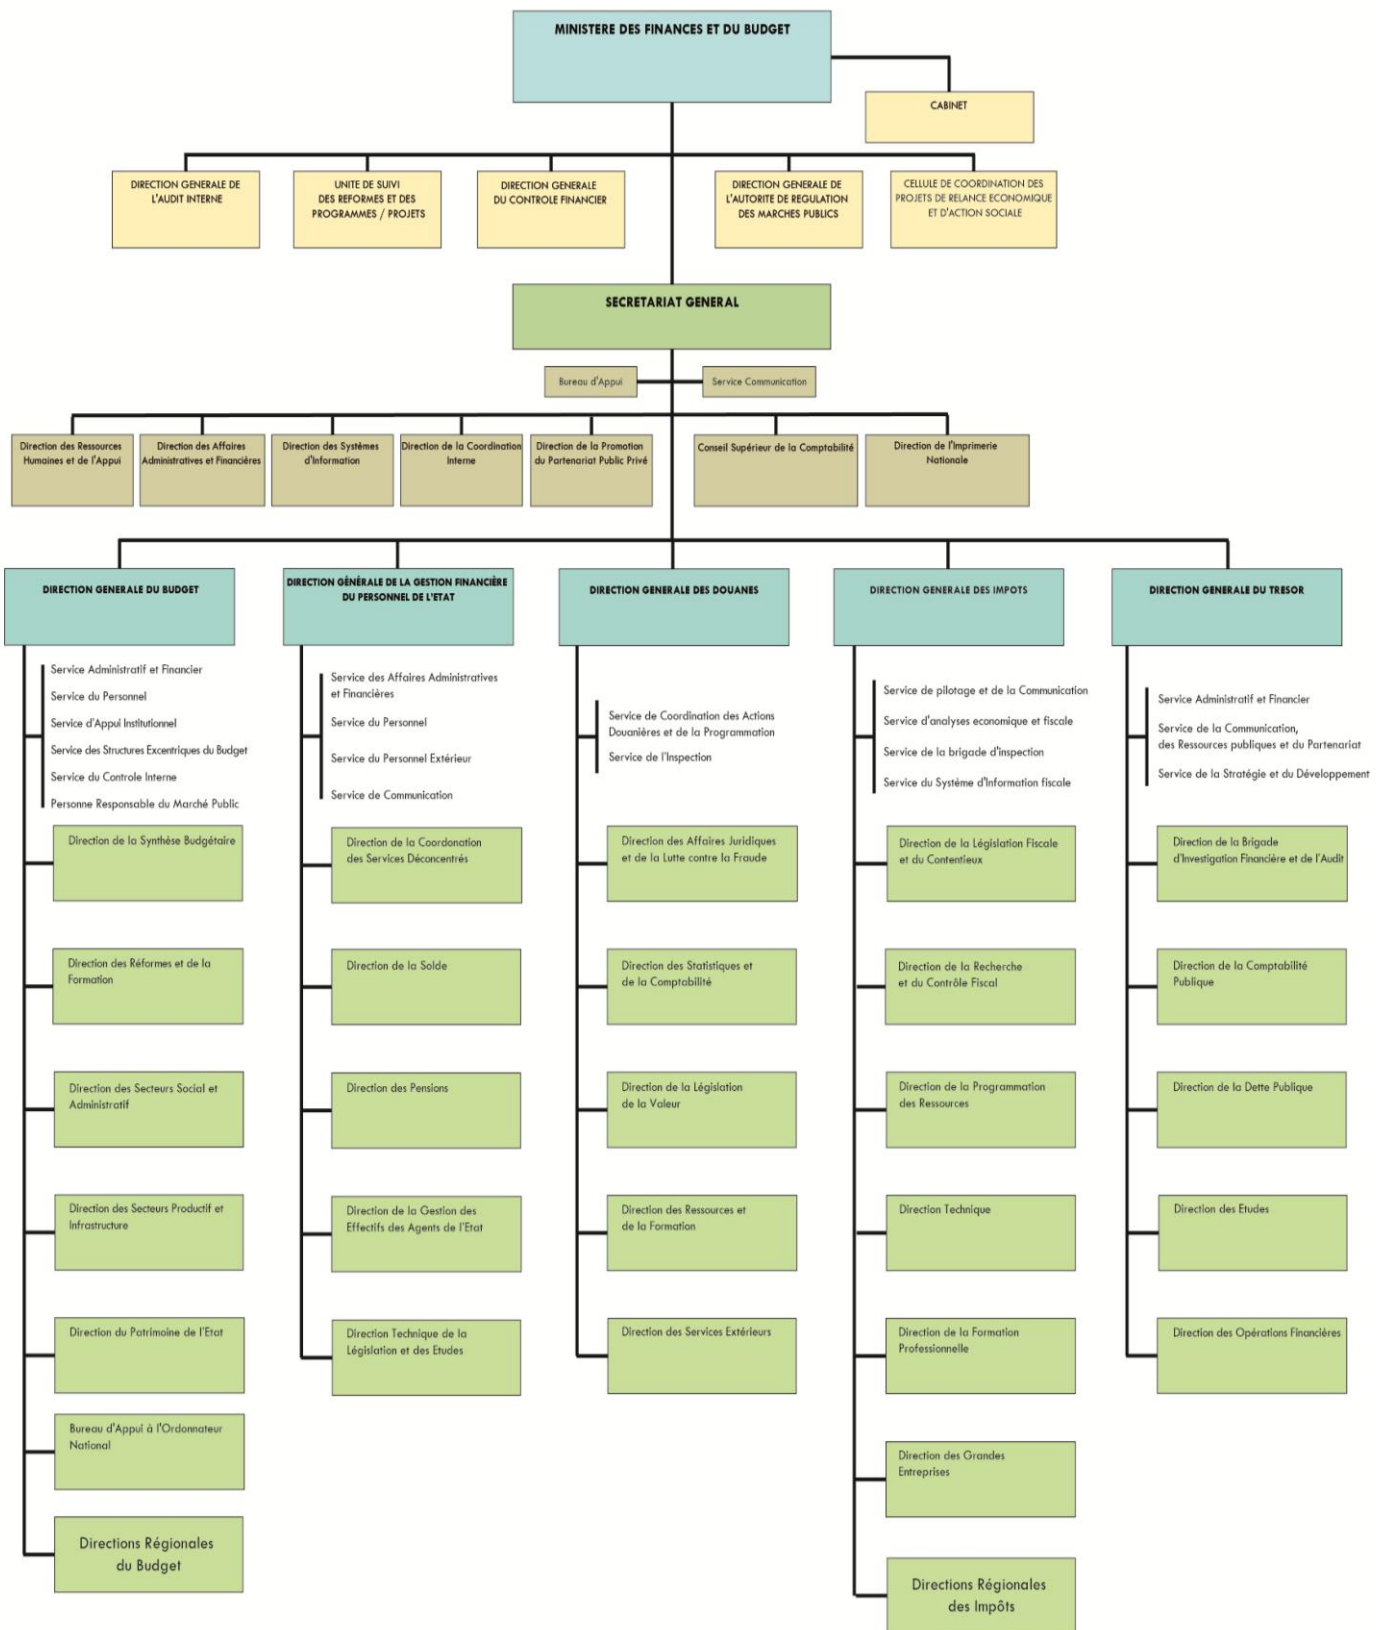 MINISTERE DES FINANCES ET DU BUDGET
CABINET
DIRECTION GENERALE DE
L'AUDIT INTERNE
UNITE DE SUIVI
DES REFORMES ET DES
PROGRAMMES / PROJETS
DIRECTION GENERALE
DU CONTROLE FINANCIER
DIRECTION GENERALE DE
L'AUTORITE DE REGULATION
DES MARCHES PUBLICS
CELLULE DE COORDINATION DES
PROJETS DE RELANCE ECONOMIQUE
ET D'ACTION SOCIALE
SECRETARIAT GENERAL
Bureau d'Appui
Service Communication
Direction des Ressources
Humaines et de l'Appui
Direction des Affaires
Administratives et Financières
Direction des Systèmes
d'Information
Direction de la Coordination
Interne
Direction de la Promotion
du Partenariat Public Privé
Conseil Supérieur de la Comptabilité
Direction de l'Imprimerie
Nationale
DIRECTION GENERALE DU BUDGET
Service Administratif et Financier
Service du Personnel
Service d'Appui Institutionnel
Service des Structures Excentriques du Budget
Service du Controle Interne
Personne Responsable du Marché Public
Direction de la Synthèse Budgétaire
Direction des Réformes et de la
Formation
Direction des Secteurs Social et
Administratif
Direction des Secteurs Productif et
Infrastructure
Direction du Patrimoine de l'Etat
Bureau d'Appui à l'Ordonnateur
National
Directions Régionales
du Budget
DIRECTION GÉNÉRALE DE LA GESTION FINANCIÈRE
DU PERSONNEL DE L'ETAT
Service des Affaires Administratives
et Financières
Service du Personnel
Service du Personnel Extérieur
Service de Communication
Direction de la Coordonation
des Services Déconcentrés
Direction de la Solde
Direction des Pensions
Direction de la Gestion des
Effectifs des Agents de l'Etat
Direction Technique de la
Législation et des Etudes
DIRECTION GENERALE DES DOUANES
Service de Coordination des Actions
Douanières et de la Programmation
Service de l'Inspection
Direction des Affaires Juridiques
et de la Lutte contre la Fraude
Direction des Statistiques et
de la Comptabilité
Direction de la Législation
de la Valeur
Direction des Ressources et
de la Formation
Direction des Services Extérieurs
DIRECTION GENERALE DES IMPOTS
Service de pilotage et de la Communication
Service d'analyses economique et fiscale
Service de la brigade d'inspection
Service du Système d'Information fiscale
Direction de la Législation Fiscale
et du Contentieux
Direction de la Recherche
et du Contrôle Fiscal
Direction de la Programmation
des Ressources
Direction Technique
Direction de la Formation
Professionnelle
Direction des Grandes
Entreprises
Directions Régionales
des Impôts
DIRECTION GENERALE DU TRESOR
Service Administratif et Financier
Service de la Communication,
des Ressources publiques et du Partenariat
Service de la Stratégie et du Développement
Direction de la Brigade
d'Investigation Financière et de l'Audit
Direction de la Comptabilité
Publique
Direction de la Dette Publique
Direction des Etudes
Direction des Opérations Financières